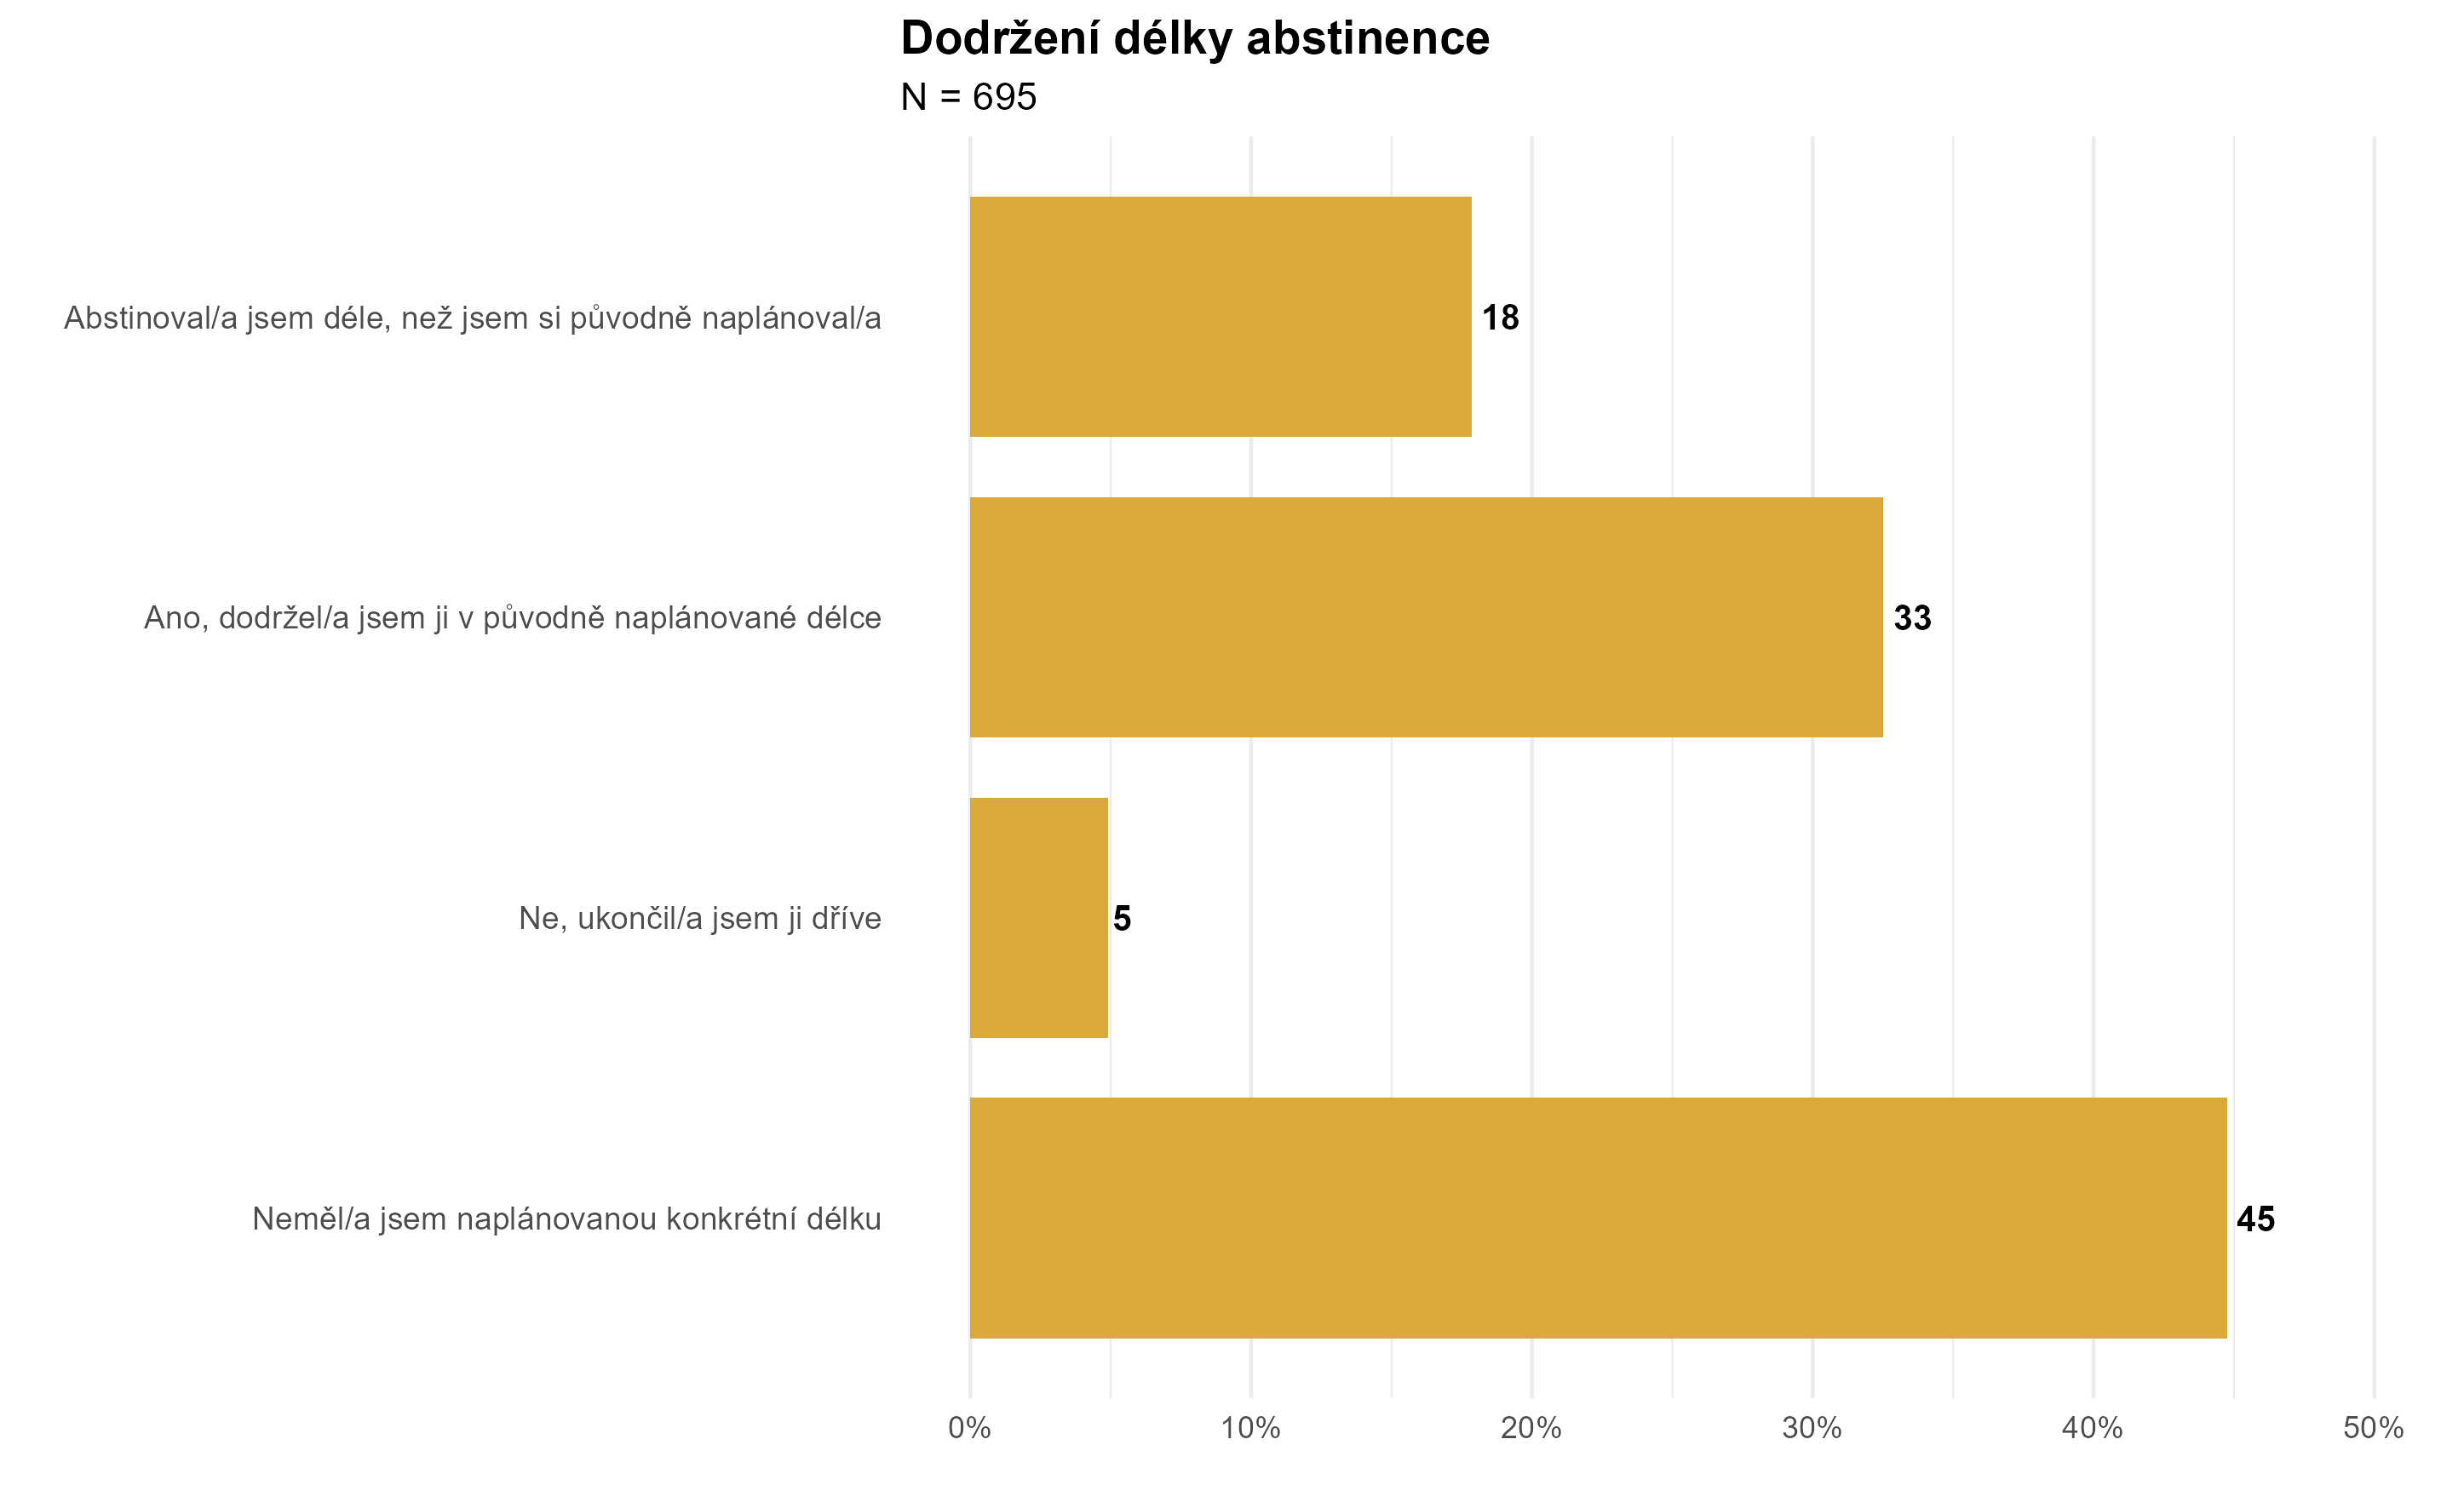 Dodržení délky abstinence
N = 695
Abstinoval/a jsem déle, než jsem si původně naplánoval/a
18
Ano, dodržel/a jsem ji v původně naplánované délce
33
Ne, ukončil/a jsem ji dříve
5
Neměl/a jsem naplánovanou konkrétní délku
45
0% 10% 20% 30% 40% 50%